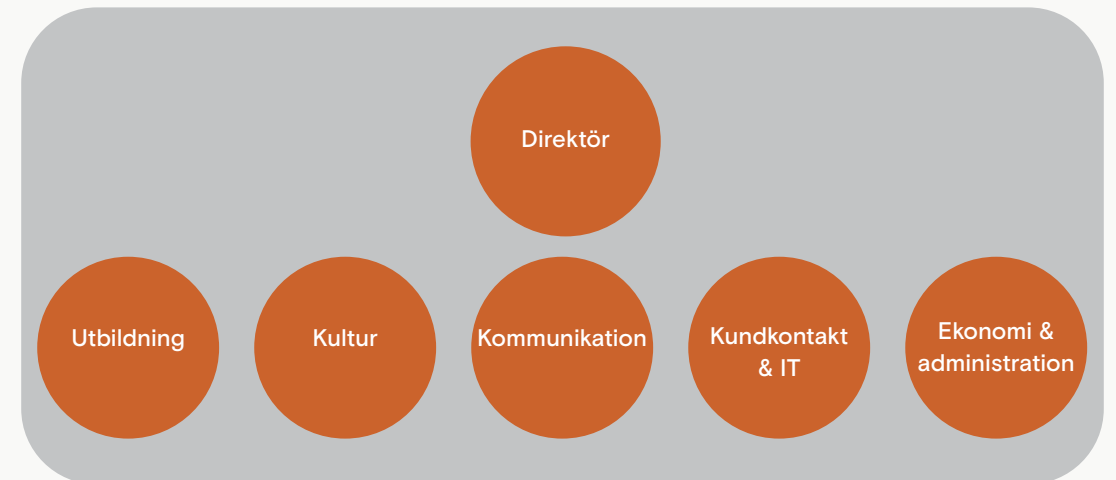 Direktör
Utbildning
Kultur
Kommunikation
Kundkontakt
& IT
Ekonomi &
administration